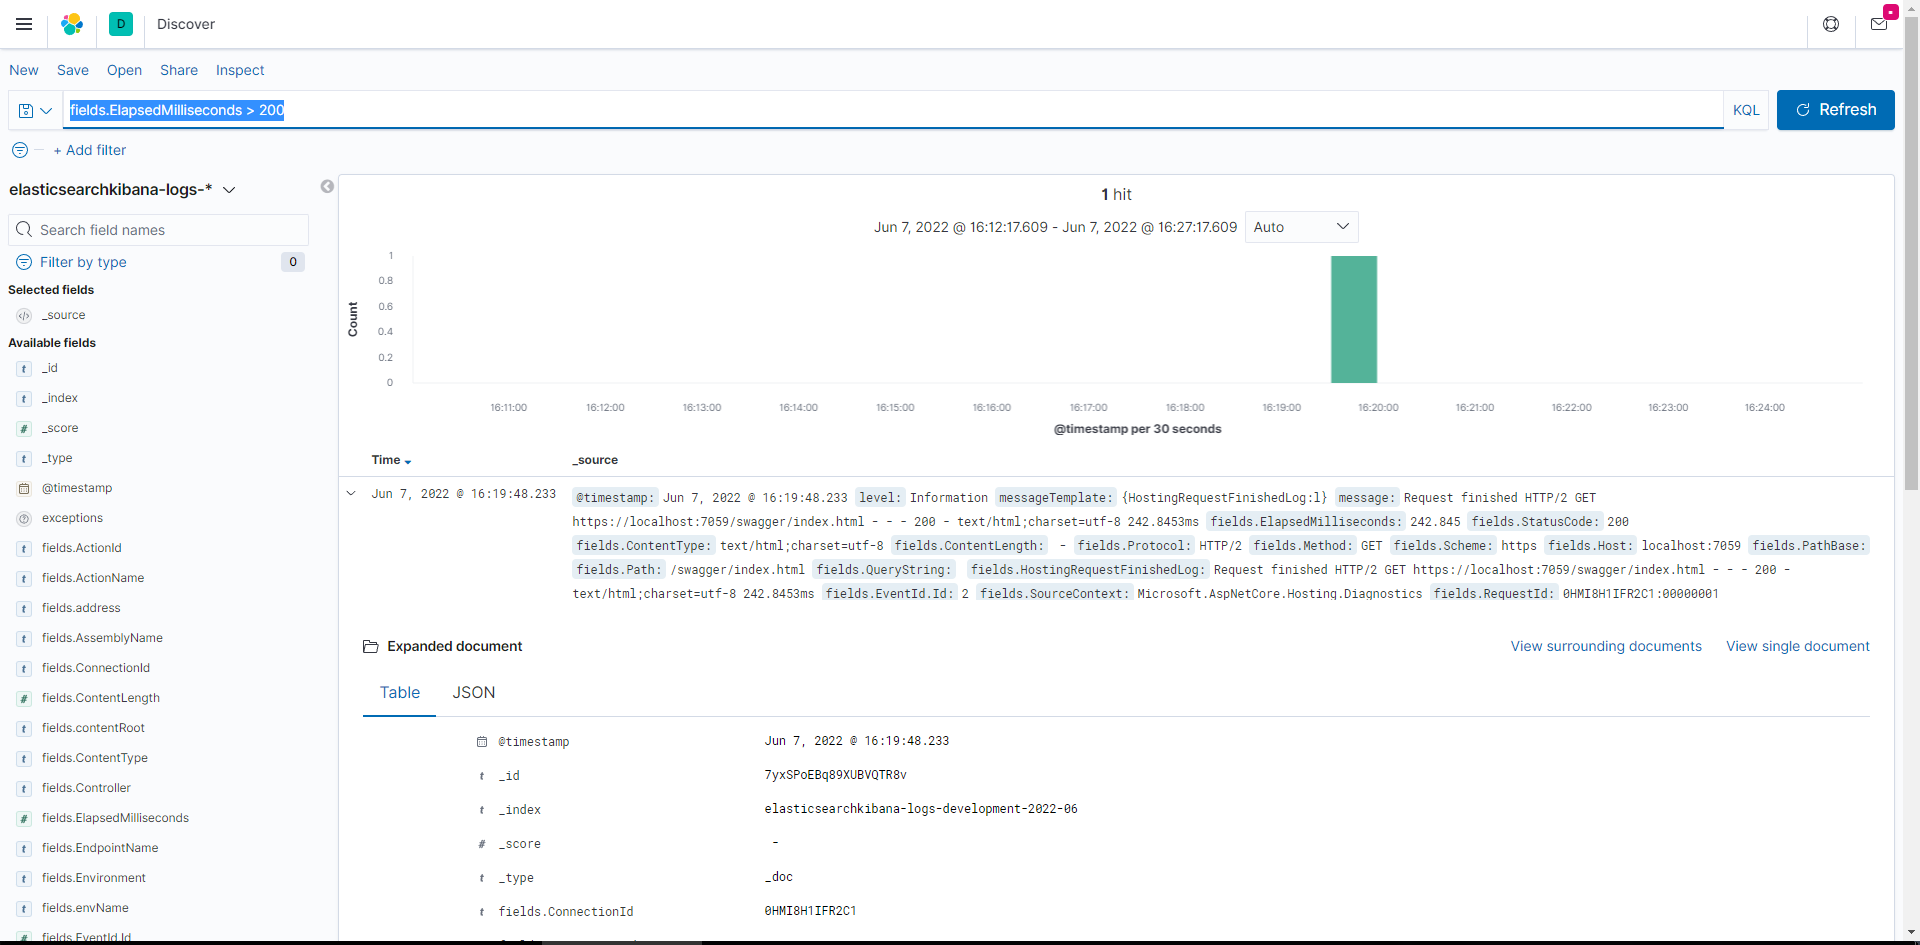 D Discover
New Save Open Share Inspect
fields.ElapsedMilliseconds > 200 KQL Refresh
+ Add filter
elasticsearchkibana-logs-*
Search field names
Filter by type 0
Selected fields
_source
Available fields
t _id
t _index
# _score
t _type
@timestamp
exceptions
t fields.ActionId
t fields.ActionName
t fields.address
t fields.AssemblyName
t fields.ConnectionId
# fields.ContentLength
t fields.contentRoot
t fields.ContentType
t fields.Controller
# fields.ElapsedMilliseconds
t fields.EndpointName
t fields.Environment
t fields.envName
# fields.EventId.Id
1 hit
Jun 7, 2022 @ 16:12:17.609 - Jun 7, 2022 @ 16:27:17.609 Auto
1
0.8
0.6
0.4
0.2
0
Count
16:11:00 16:12:00 16:13:00 16:14:00 16:15:00 16:16:00 16:17:00 16:18:00 16:19:00 16:20:00 16:21:00 16:22:00 16:23:00 16:24:00
@timestamp per 30 seconds
Time _source
Jun 7, 2022 @ 16:19:48.233 @timestamp: Jun 7, 2022 @ 16:19:48.233 level: Information messageTemplate: {HostingRequestFinishedLog:l} message: Request finished HTTP/2 GET
https://localhost:7059/swagger/index.html - - - 200 - text/html;charset=utf-8 242.8453ms fields.ElapsedMilliseconds: 242.845 fields.StatusCode: 200
fields.ContentType: text/html;charset=utf-8 fields.ContentLength: - fields.Protocol: HTTP/2 fields.Method: GET fields.Scheme: https fields.Host: localhost:7059 fields.PathBase:
fields.Path: /swagger/index.html fields.QueryString: fields.HostingRequestFinishedLog: Request finished HTTP/2 GET https://localhost:7059/swagger/index.html - - - 200 -
text/html;charset=utf-8 242.8453ms fields.EventId.Id: 2 fields.SourceContext: Microsoft.AspNetCore.Hosting.Diagnostics fields.RequestId: 0HMI8H1IFR2C1:00000001
Expanded document View surrounding documents View single document
Table JSON
@timestamp Jun 7, 2022 @ 16:19:48.233
t _id 7yxSPoEBq89XUBVQTR8v
t _index elasticsearchkibana-logs-development-2022-06
# _score -
t _type _doc
t fields.ConnectionId 0HMI8H1IFR2C1